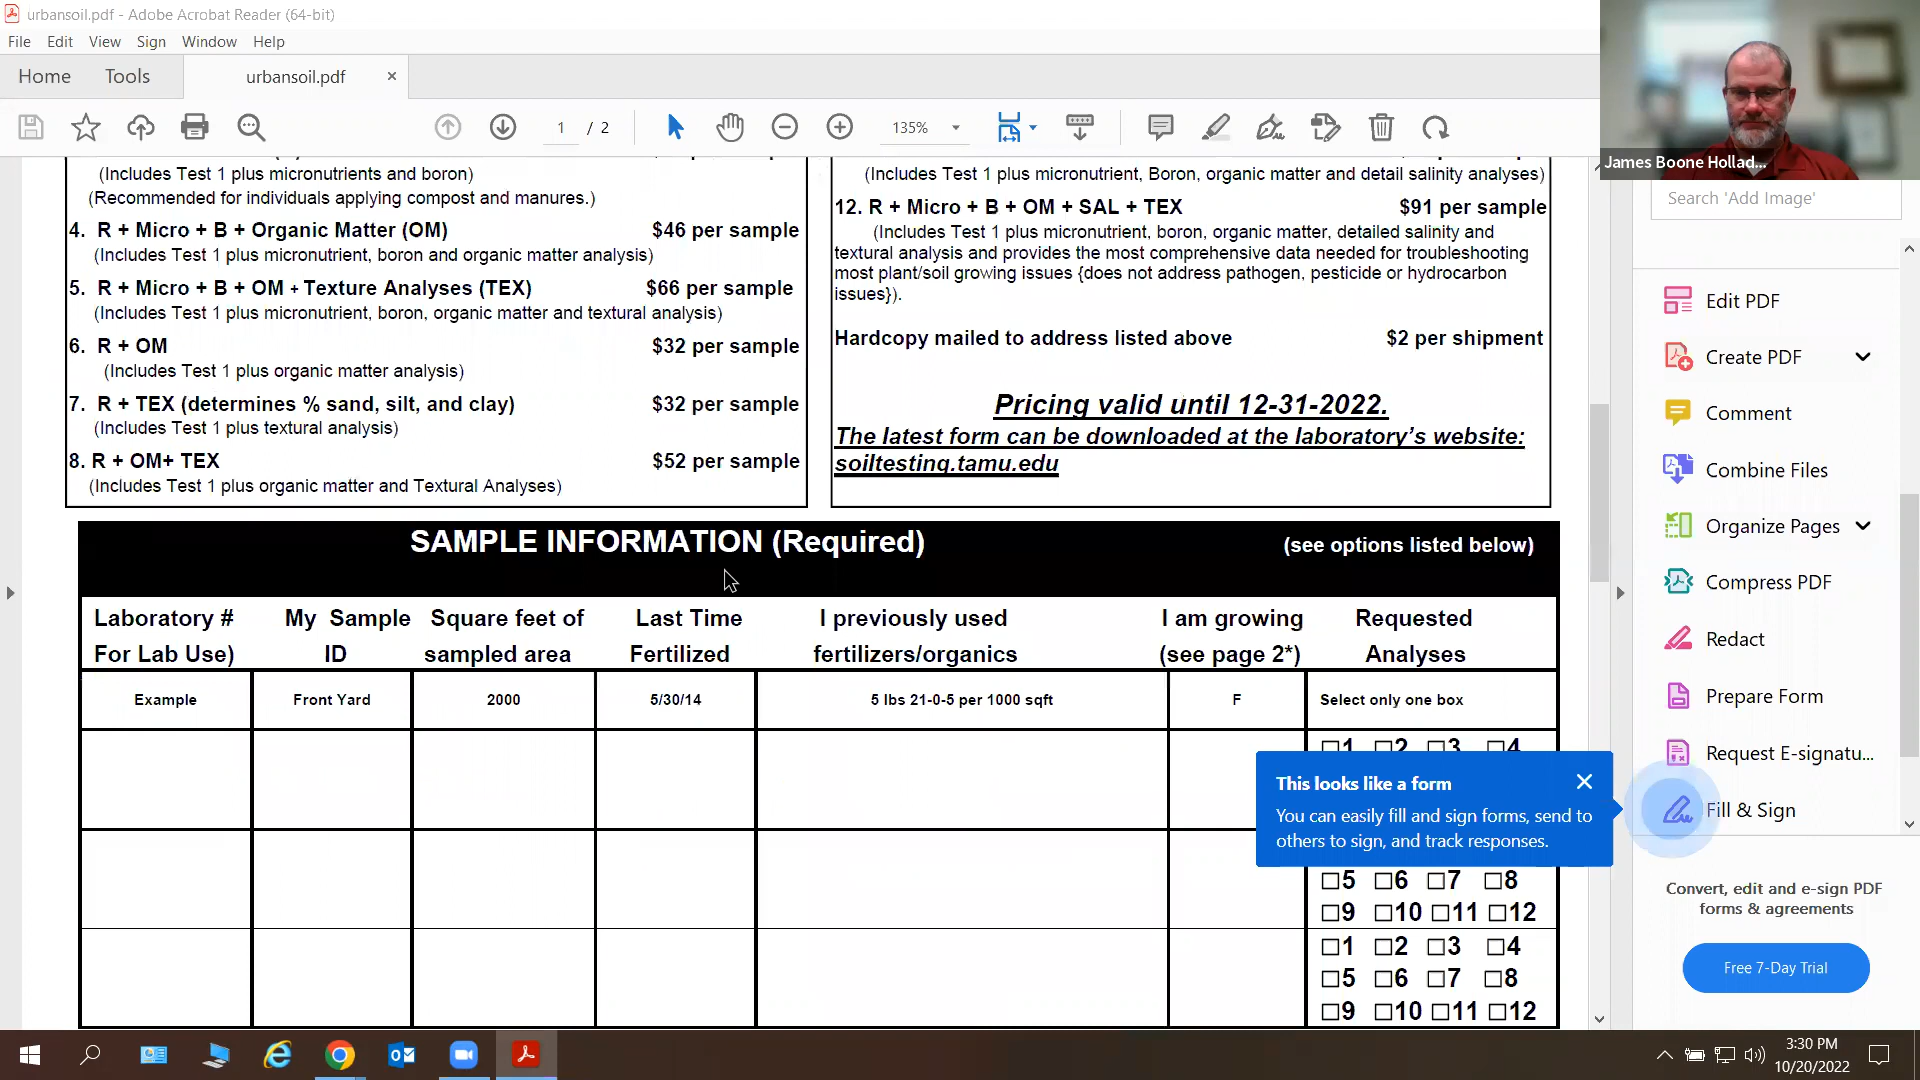 urbansoil.pdf - Adobe Acrobat Reader (64-bit)
File Edit View Sign Window Help
Home Tools urbansoil.pdf ×
1 / 2 135%
James Boone Hollad...
Search 'Add Image'
(Includes Test 1 plus micronutrients and boron)
(Recommended for individuals applying compost and manures.)
4. R + Micro + B + Organic Matter (OM) $46 per sample
(Includes Test 1 plus micronutrient, boron and organic matter analysis)
5. R + Micro + B + OM + Texture Analyses (TEX) $66 per sample
(Includes Test 1 plus micronutrient, boron, organic matter and textural analysis)
6. R + OM $32 per sample
(Includes Test 1 plus organic matter analysis)
7. R + TEX (determines % sand, silt, and clay) $32 per sample
(Includes Test 1 plus textural analysis)
8. R + OM+ TEX $52 per sample
(Includes Test 1 plus organic matter and Textural Analyses)
(Includes Test 1 plus micronutrient, Boron, organic matter and detail salinity analyses)
12. R + Micro + B + OM + SAL + TEX $91 per sample
(Includes Test 1 plus micronutrient, boron, organic matter, detailed salinity and
textural analysis and provides the most comprehensive data needed for troubleshooting
most plant/soil growing issues {does not address pathogen, pesticide or hydrocarbon
issues}).
Hardcopy mailed to address listed above $2 per shipment
Pricing valid until 12-31-2022.
The latest form can be downloaded at the laboratory's website:
soiltesting.tamu.edu
SAMPLE INFORMATION (Required) (see options listed below)
Laboratory # My Sample Square feet of Last Time I previously used I am growing Requested
For Lab Use) ID sampled area Fertilized fertilizers/organics (see page 2*) Analyses
Example Front Yard 2000 5/30/14 5 lbs 21-0-5 per 1000 sqft F Select only one box
□1 □2 □3 □4
This looks like a form
You can easily fill and sign forms, send to
others to sign, and track responses.
□5 □6 □7 □8
□9 □10 □11 □12
□1 □2 □3 □4
□5 □6 □7 □8
□9 □10 □11 □12
Edit PDF
Create PDF
Comment
Combine Files
Organize Pages
Compress PDF
Redact
Prepare Form
Request E-signatu...
Fill & Sign
Convert, edit and e-sign PDF
forms & agreements
Free 7-Day Trial
3:30 PM
10/20/2022